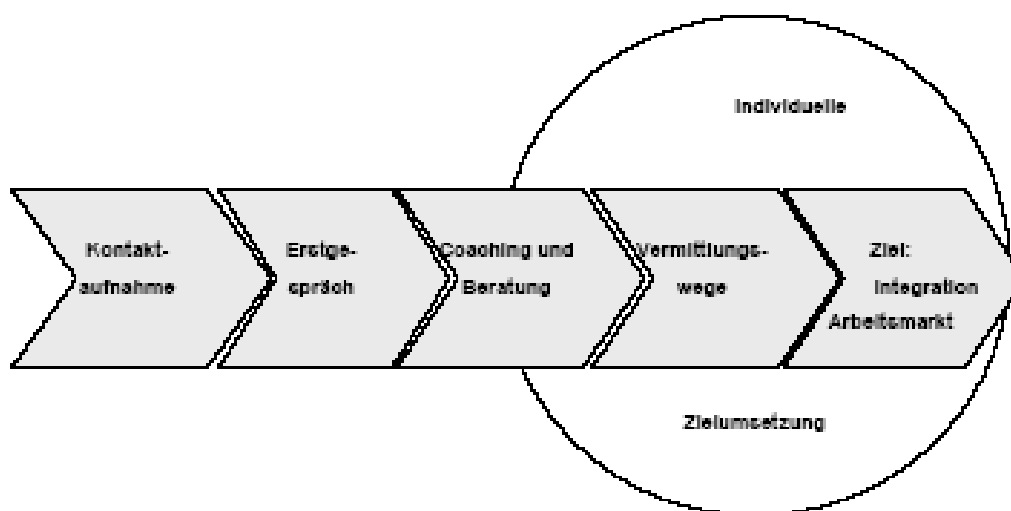 Individuelle
Kontakt-
aufnahme
Erstge-
spräch
Coaching und
Beratung
Vermittlungs-
wege
Ziel:
Integration
Arbeitsmarkt
Zielumsetzung